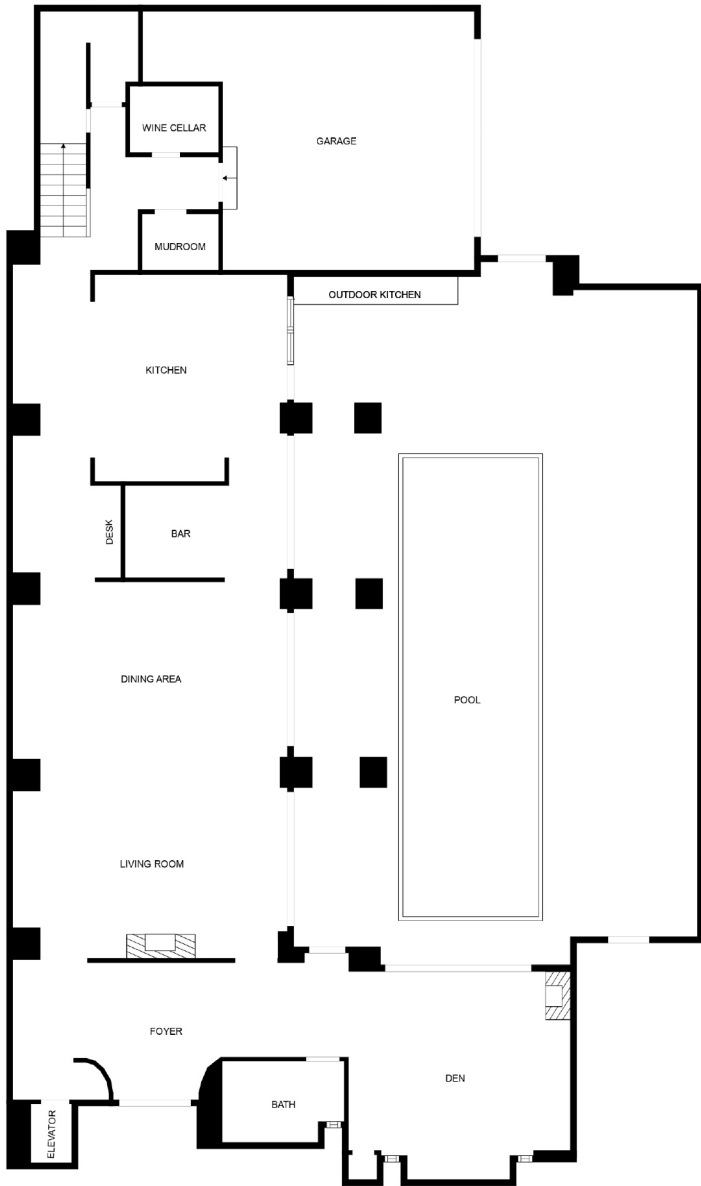 WINE CELLAR
GARAGE
MUDROOM
OUTDOOR KITCHEN
KITCHEN
DESK
BAR
DINING AREA
POOL
LIVING ROOM
FOYER
DEN
BATH
ELEVATOR